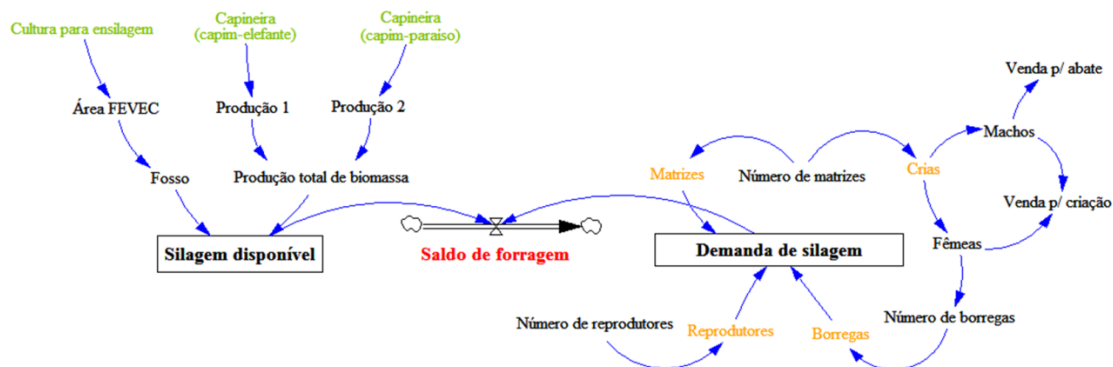 Cultura para ensilagem
Capineira
(capim-elefante)
Capineira
(capim-paraiso)
Área FEVEC
Produção 1
Produção 2
Fosso
Produção total de biomassa
Silagem disponível
Saldo de forragem
Matrizes
Número de matrizes
Crias
Machos
Venda p/ abate
Venda p/ criação
Fêmeas
Demanda de silagem
Número de reprodutores
Reprodutores
Borregas
Número de borregas